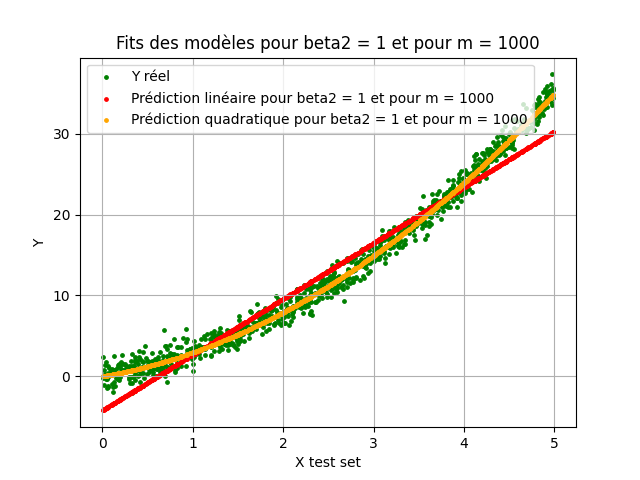 Fits des modèles pour beta2 = 1 et pour m = 1000
Y réel
Prédiction linéaire pour beta2 = 1 et pour m = 1000
Prédiction quadratique pour beta2 = 1 et pour m = 1000
30
20
10
0
Y
0 1 2 3 4 5
X test set